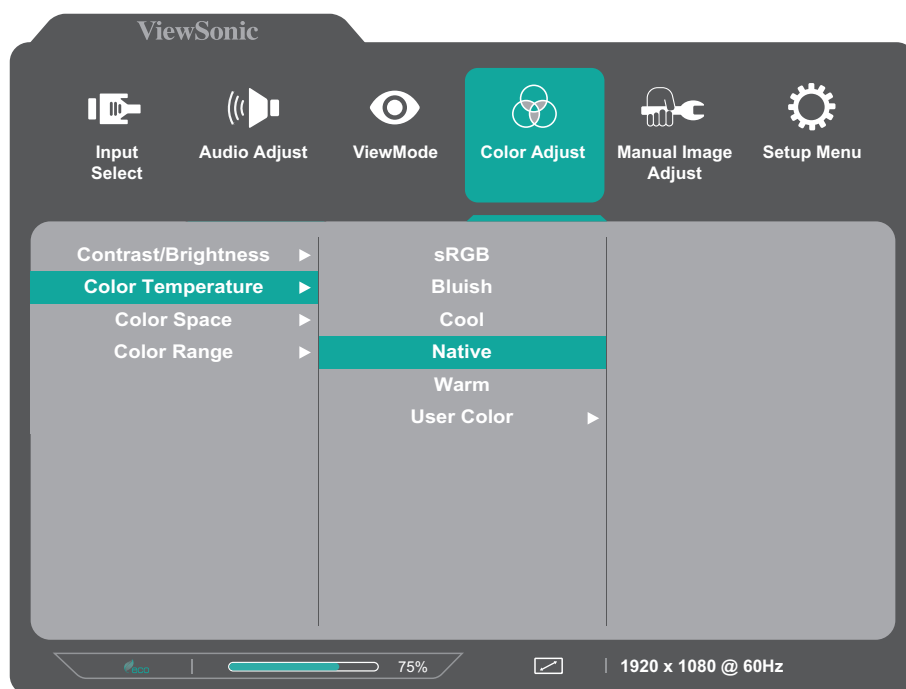 ViewSonic
Input Select
Audio Adjust
ViewMode
Color Adjust
Manual Image Adjust
Setup Menu
Contrast/Brightness
Color Temperature
Color Space
Color Range
sRGB
Bluish
Cool
Native
Warm
User Color
eco
75%
1920 x 1080 @ 60Hz